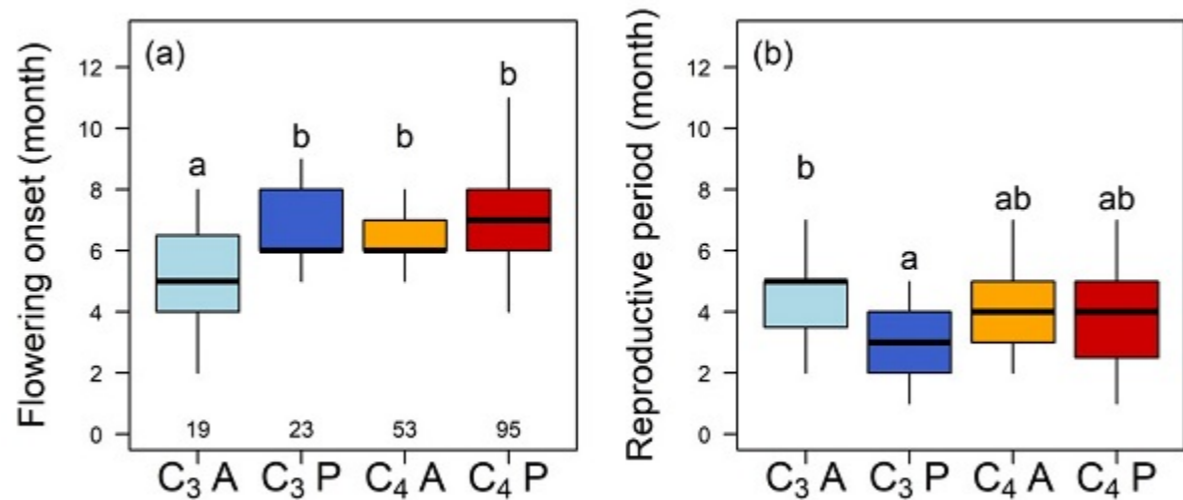 Flowering onset (month)
(a)
12
10
8
6
4
2
0
a
b
b
b
19
23
53
95
C₃ A
C₃ P
C₄ A
C₄ P
Reproductive period (month)
(b)
12
10
8
6
4
2
0
b
a
ab
ab
C₃ A
C₃ P
C₄ A
C₄ P